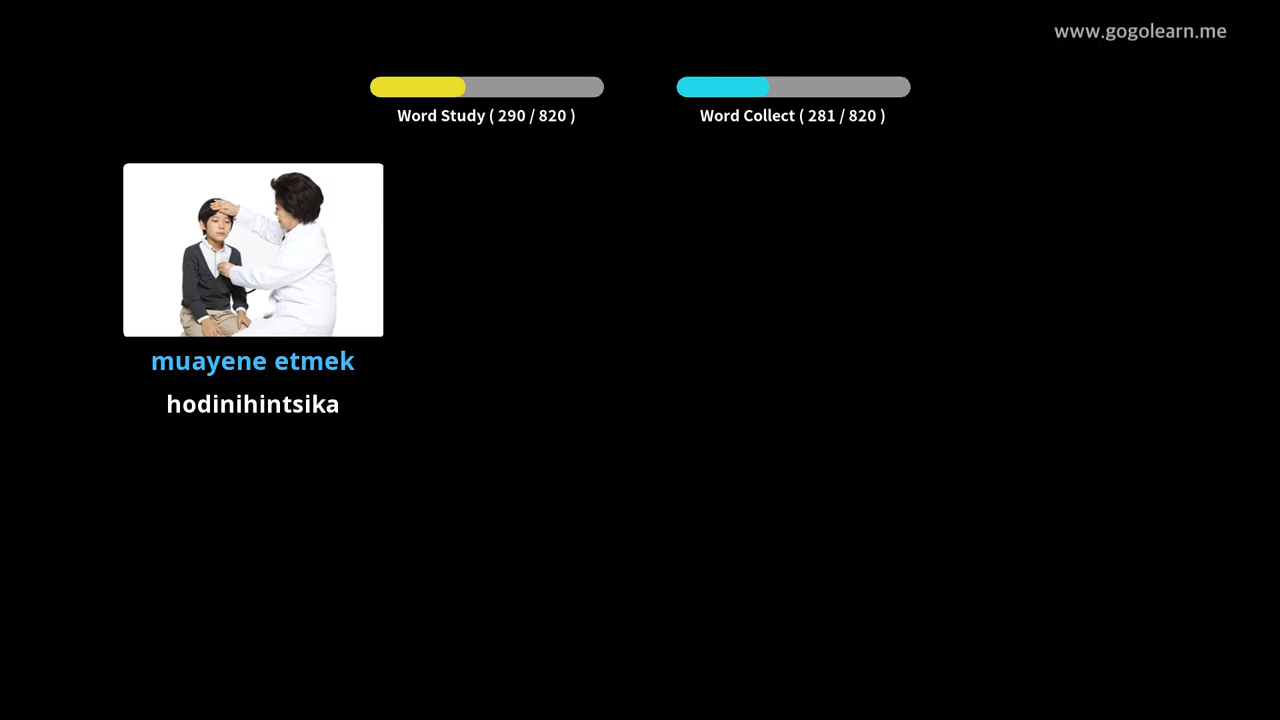 www.gogolearn.me
Word Study ( 290 / 820 )
Word Collect ( 281 / 820 )
muayene etmek
hodinihintsika